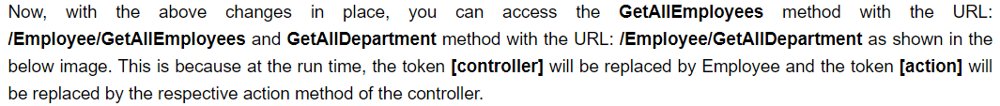 Now, with the above changes in place, you can access the GetAllEmployees method with the URL:
/Employee/GetAllEmployees and GetAllDepartment method with the URL: /Employee/GetAllDepartment as shown in the
below image. This is because at the run time, the token [controller] will be replaced by Employee and the token [action] will
be replaced by the respective action method of the controller.